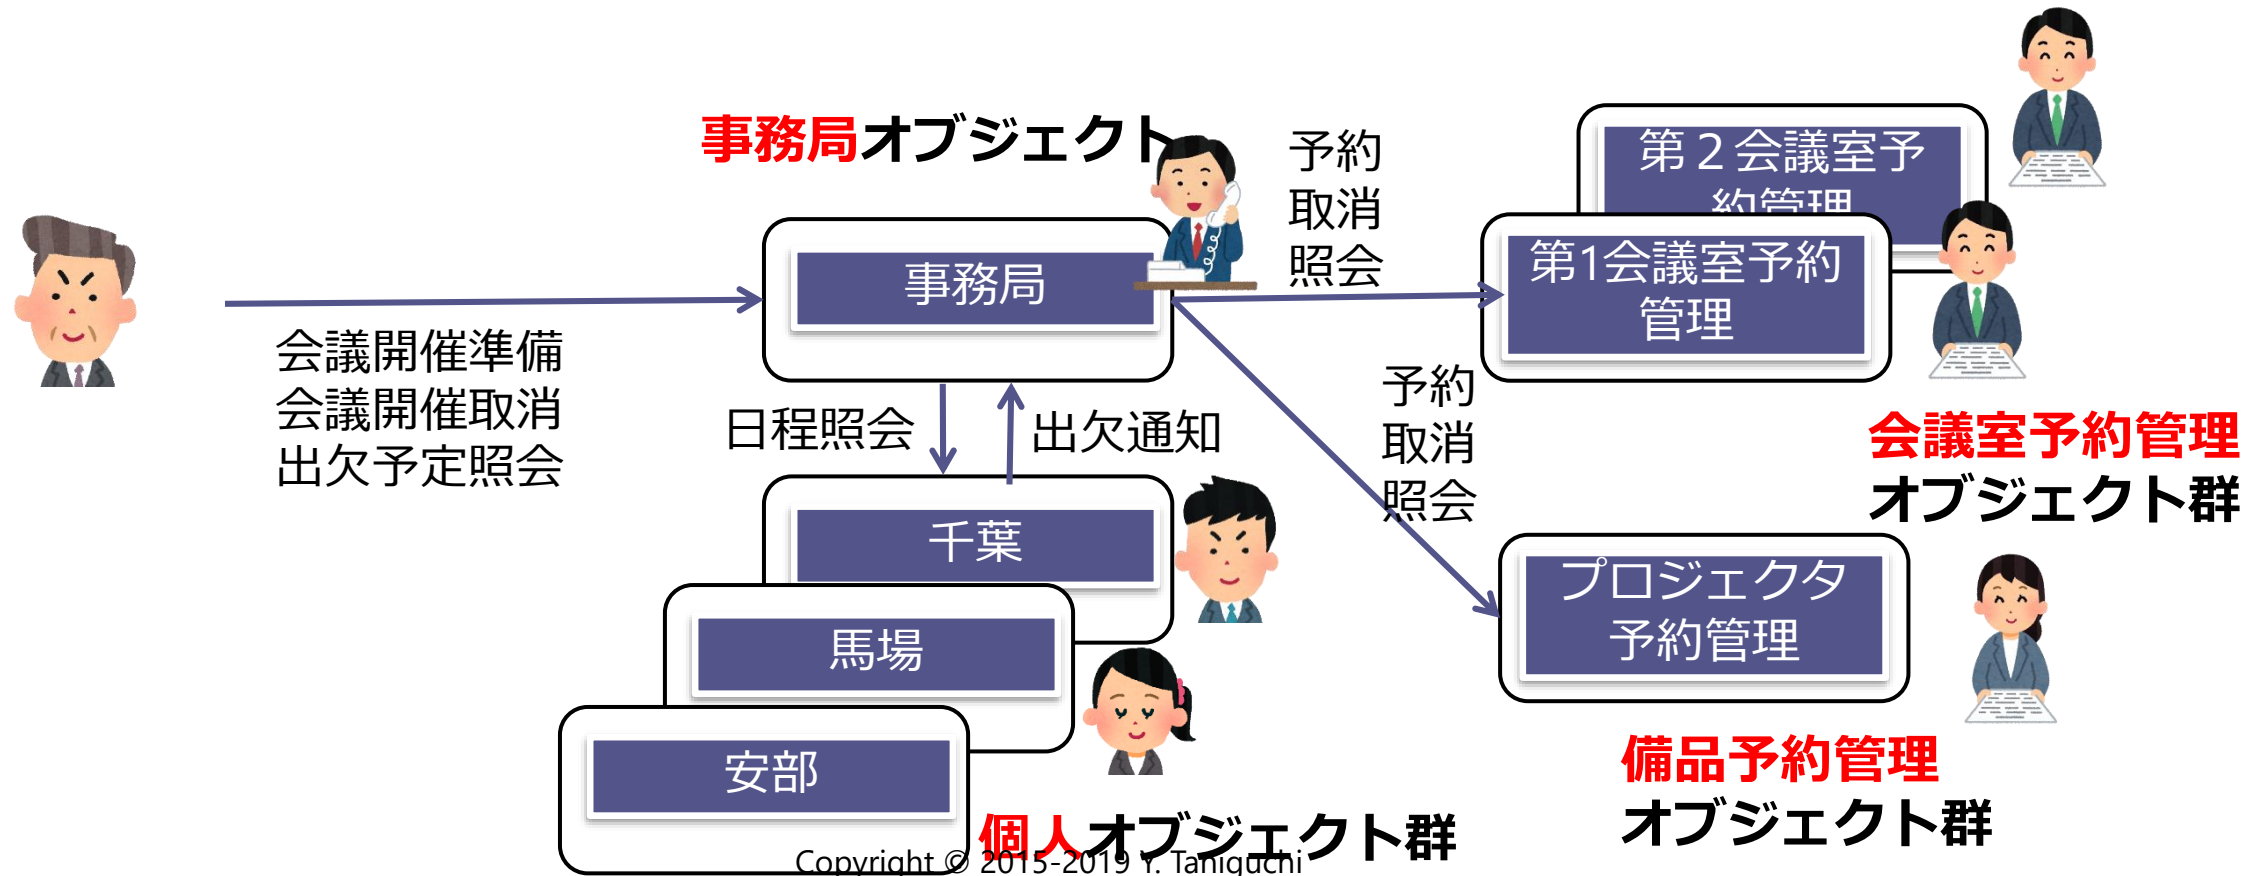 事務局オブジェクト
予約
取消
照会
第２会議室予
約管理
事務局
第1会議室予約
管理
会議開催準備
会議開催取消
出欠予定照会
日程照会
出欠通知
予約
取消
照会
会議室予約管理
オブジェクト群
千葉
プロジェクタ
予約管理
馬場
安部
備品予約管理
オブジェクト群
個人オブジェクト群
Copyright © 2015-2019 Y. Taniguchi